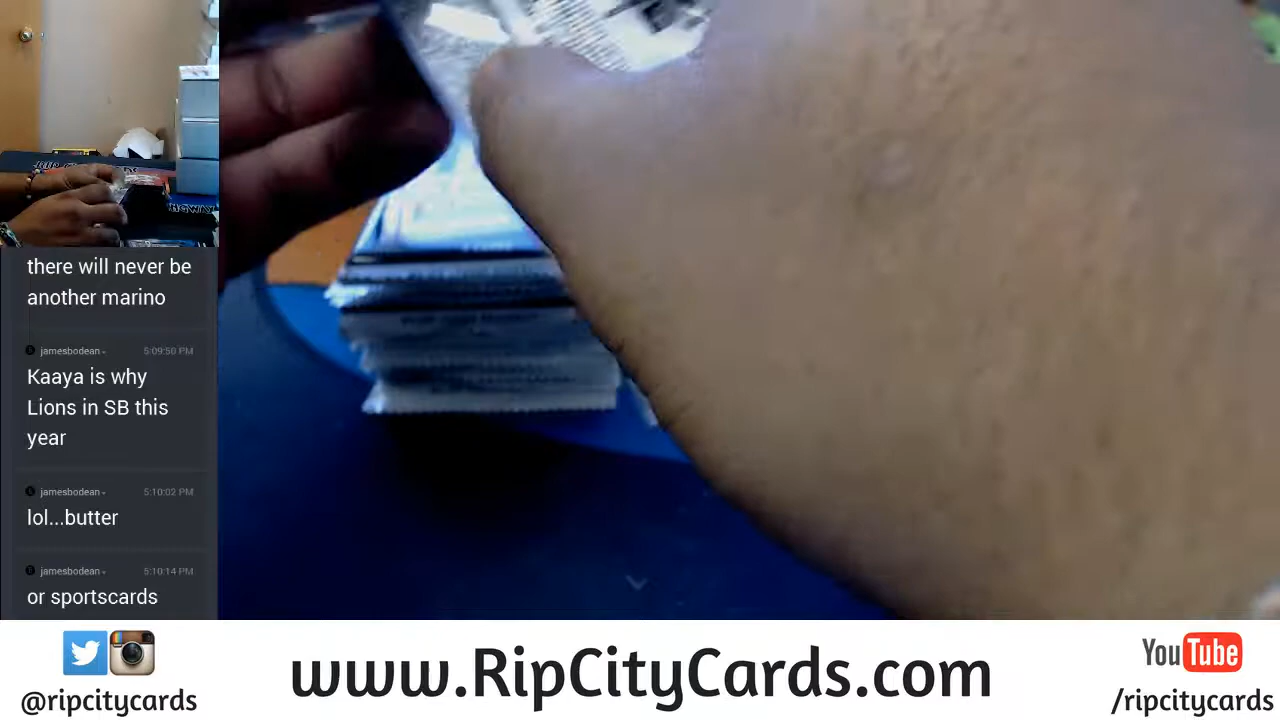 there will never be
another marino
jamesbodean
5:09:50 PM
Kaaya is why
Lions in SB this
year
jamesbodean
5:10:02 PM
lol...butter
jamesbodean
5:10:14 PM
or sportscards
@ripcitycards
www.RipCityCards.com
YouTube
/ripcitycards